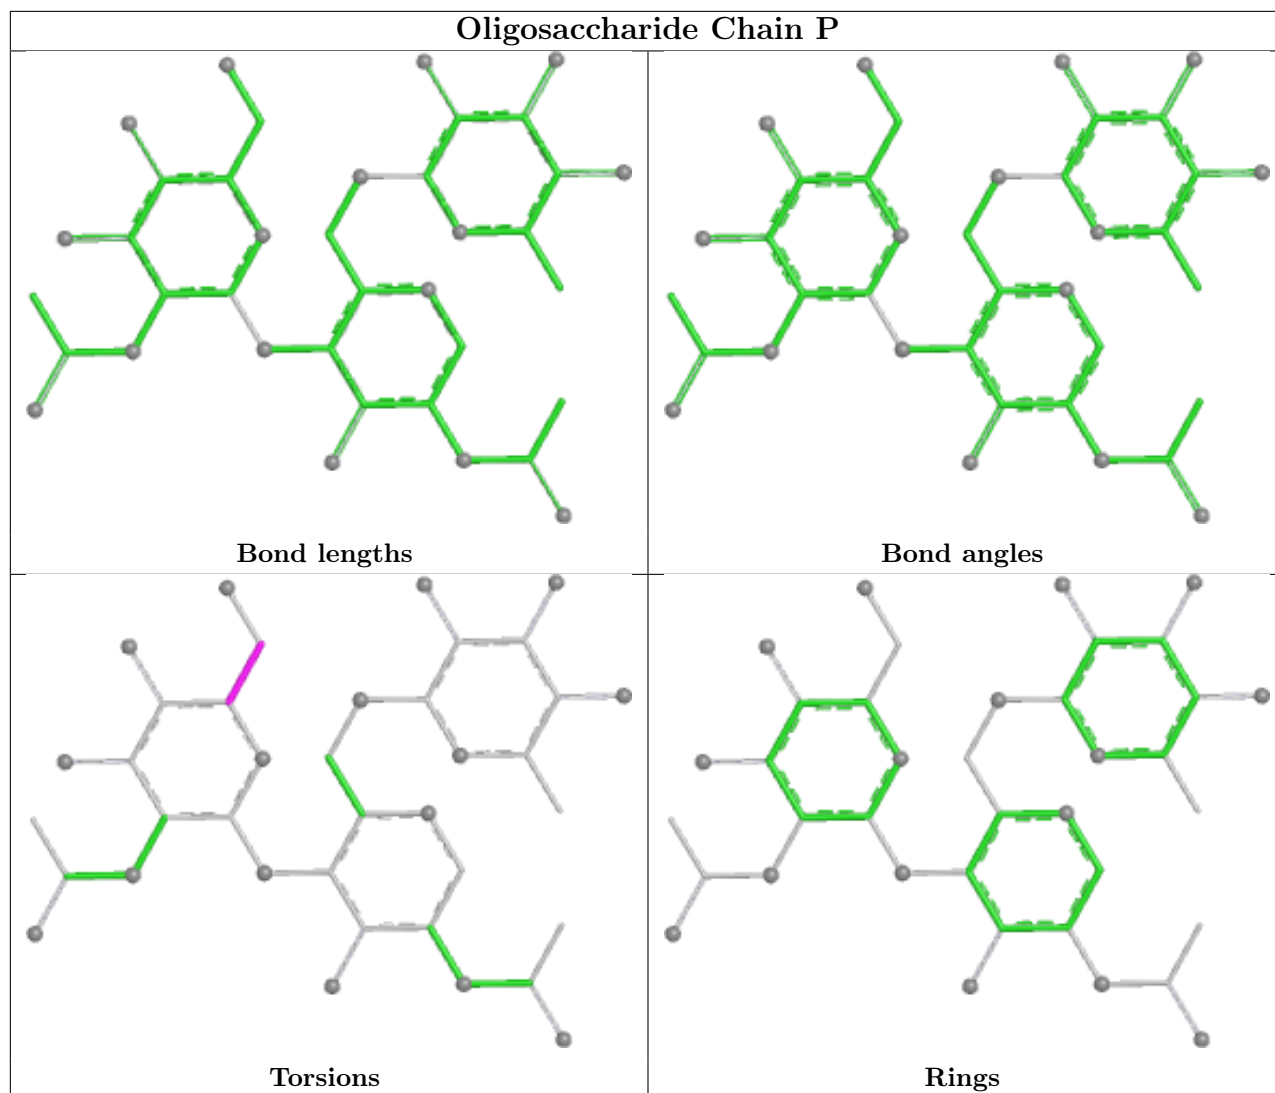 Oligosaccharide Chain P
Bond lengths
Bond angles
Torsions
Rings